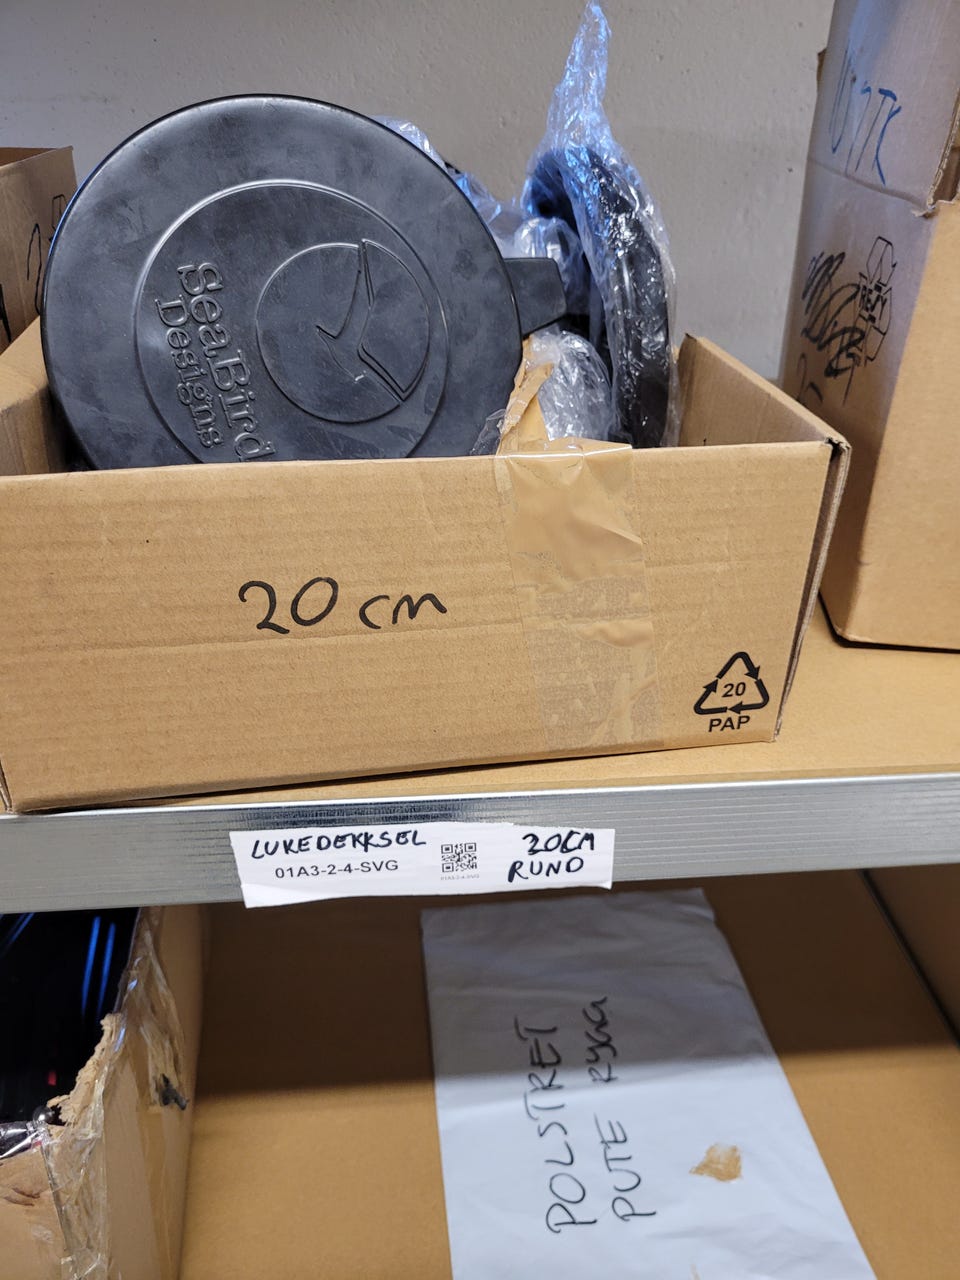 SeaBird
Designs
20 cm
20
PAP
LUKEDEKKSEL
01A3-2-4-SVG
20CM
RUND
POLSTRET
PUTE RYGG